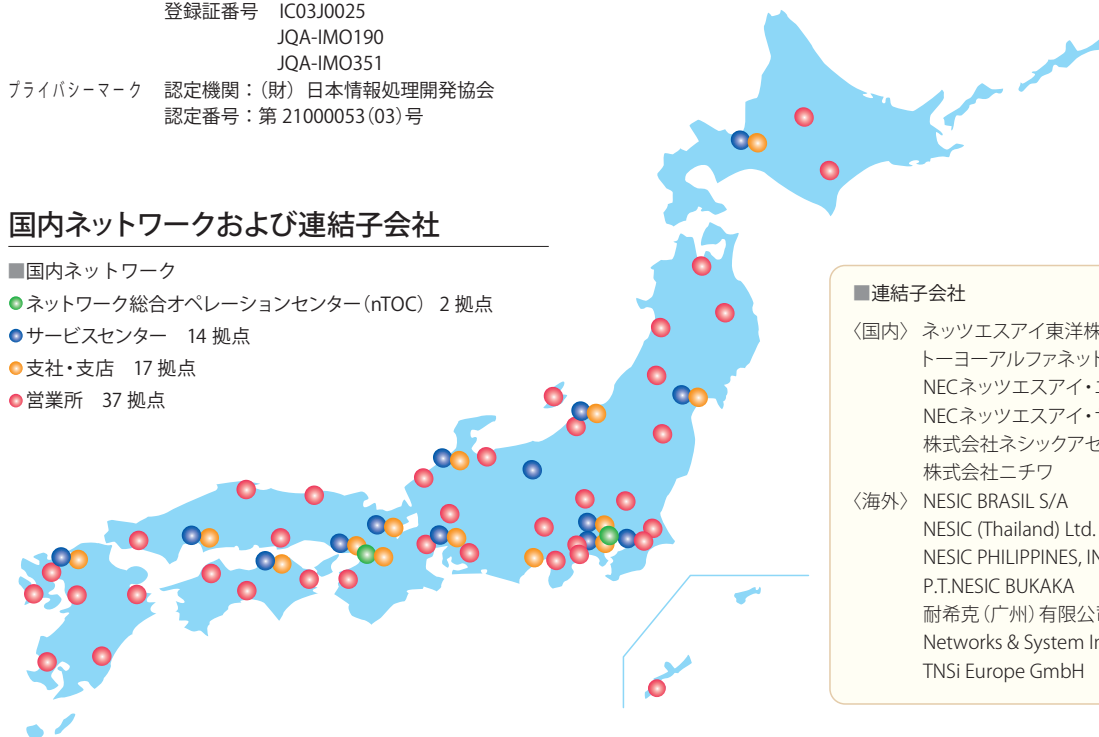 登録証番号 IC03J0025
JQA-IMO190
JQA-IMO351
プライバシーマーク 認定機関：（財）日本情報処理開発協会
認定番号：第 21000053(03)号
国内ネットワークおよび連結子会社
■国内ネットワーク
ネットワーク総合オペレーションセンター（nTOC） 2 拠点
サービスセンター 14 拠点
支社・支店 17 拠点
営業所 37 拠点
■連結子会社
〈国内〉 ネッツエスアイ東洋株
トーヨーアルファネット
NECネッツエスアイ・
NECネッツエスアイ・
株式会社ネシックアセ
株式会社ニチワ
〈海外〉 NESIC BRASIL S/A
NESIC (Thailand) Ltd.
NESIC PHILIPPINES, IN
P.T.NESIC BUKAKA
耐希克（广州）有限公司
Networks & System In
TNSi Europe GmbH